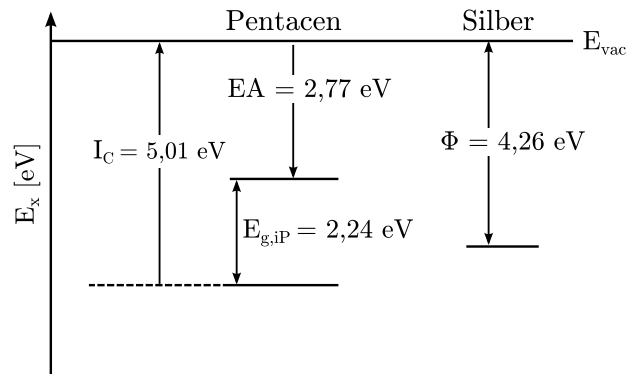 Pentacen
Silber
E_vac
EA = 2,77 eV
I_C = 5,01 eV
Φ = 4,26 eV
E_x [eV]
E_g,iP = 2,24 eV